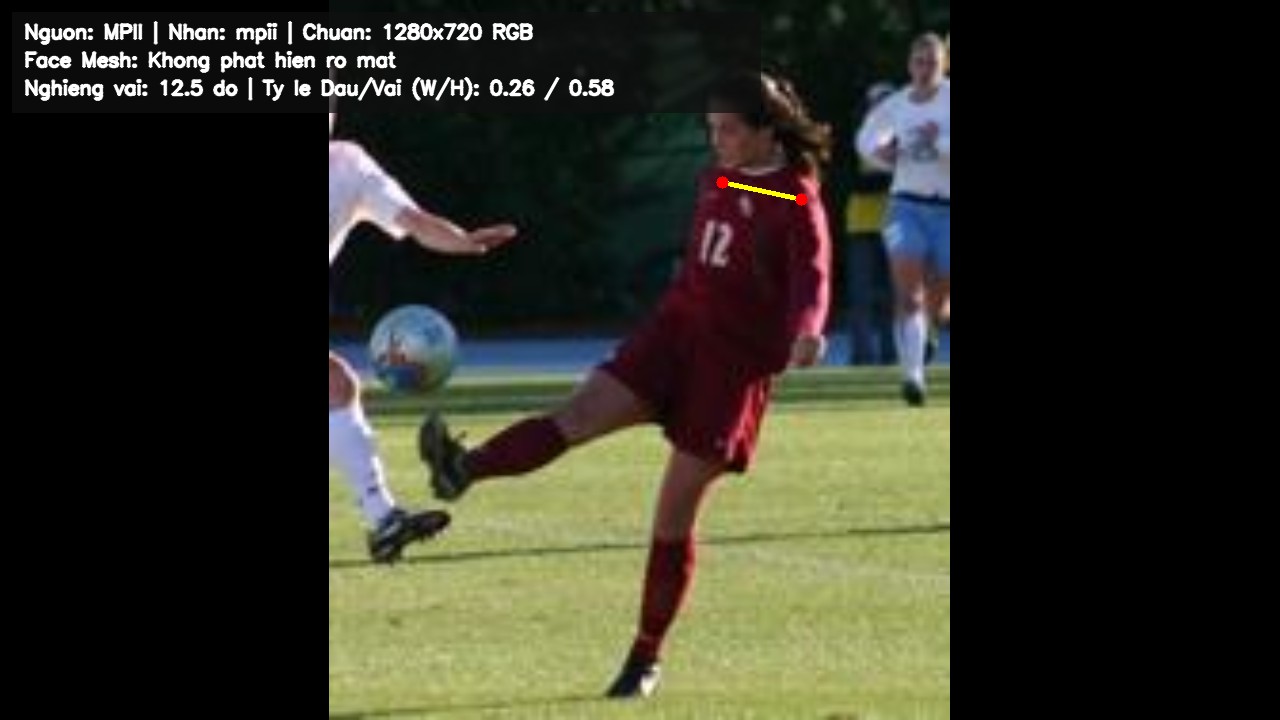 Nguon: MPII | Nhan: mpii | Chuan: 1280x720 RGB
Face Mesh: Khong phat hien ro mat
Nghieng vai: 12.5 do | Ty le Dau/Vai (W/H): 0.26 / 0.58
12